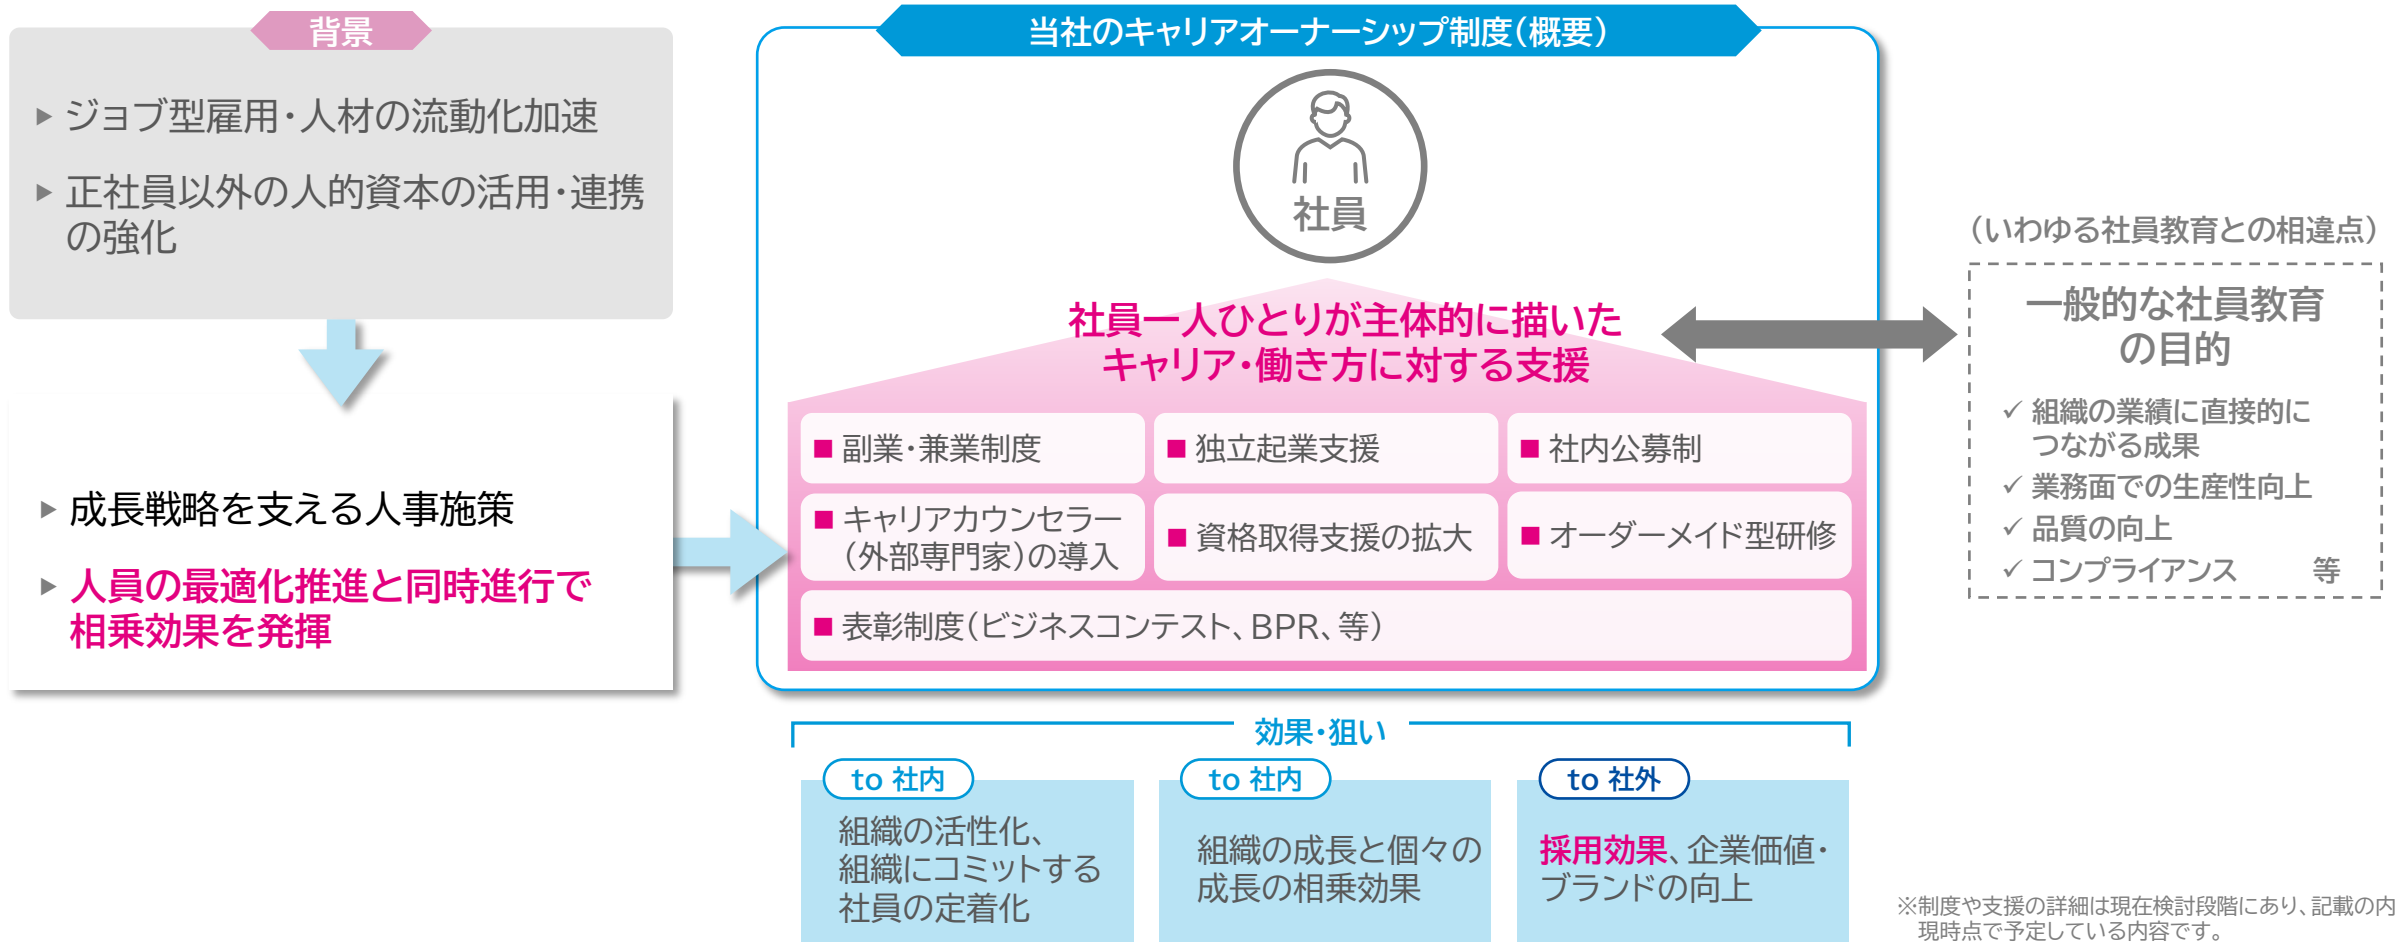 背景
▶ ジョブ型雇用・人材の流動化加速
▶ 正社員以外の人的資本の活用・連携
の強化
▶ 成長戦略を支える人事施策
▶ 人員の最適化推進と同時進行で
相乗効果を発揮
当社のキャリアオーナーシップ制度（概要）
社員
社員一人ひとりが主体的に描いた
キャリア・働き方に対する支援
■ 副業・兼業制度
■ 独立起業支援
■ 社内公募制
■ キャリアカウンセラー
（外部専門家）の導入
■ 資格取得支援の拡大
■ オーダーメイド型研修
■ 表彰制度（ビジネスコンテスト、BPR、等）
（いわゆる社員教育との相違点）
一般的な社員教育
の目的
✓ 組織の業績に直接的に
つながる成果
✓ 業務面での生産性向上
✓ 品質の向上
✓ コンプライアンス 等
効果・狙い
to 社内
組織の活性化、
組織にコミットする
社員の定着化
to 社内
組織の成長と個々の
成長の相乗効果
to 社外
採用効果、企業価値・
ブランドの向上
※制度や支援の詳細は現在検討段階にあり、記載の内
現時点で予定している内容です。